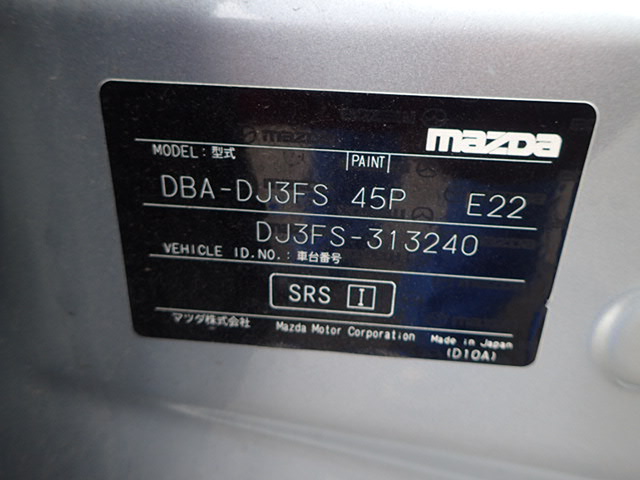 mazda
MODEL: 型式 PAINT
DBA-DJ3FS 45P E22
DJ3FS-313240
VEHICLE ID.NO.: 車台番号
SRS I
マツダ株式会社 Mazda Motor Corporation Made in Japan
(D10A)